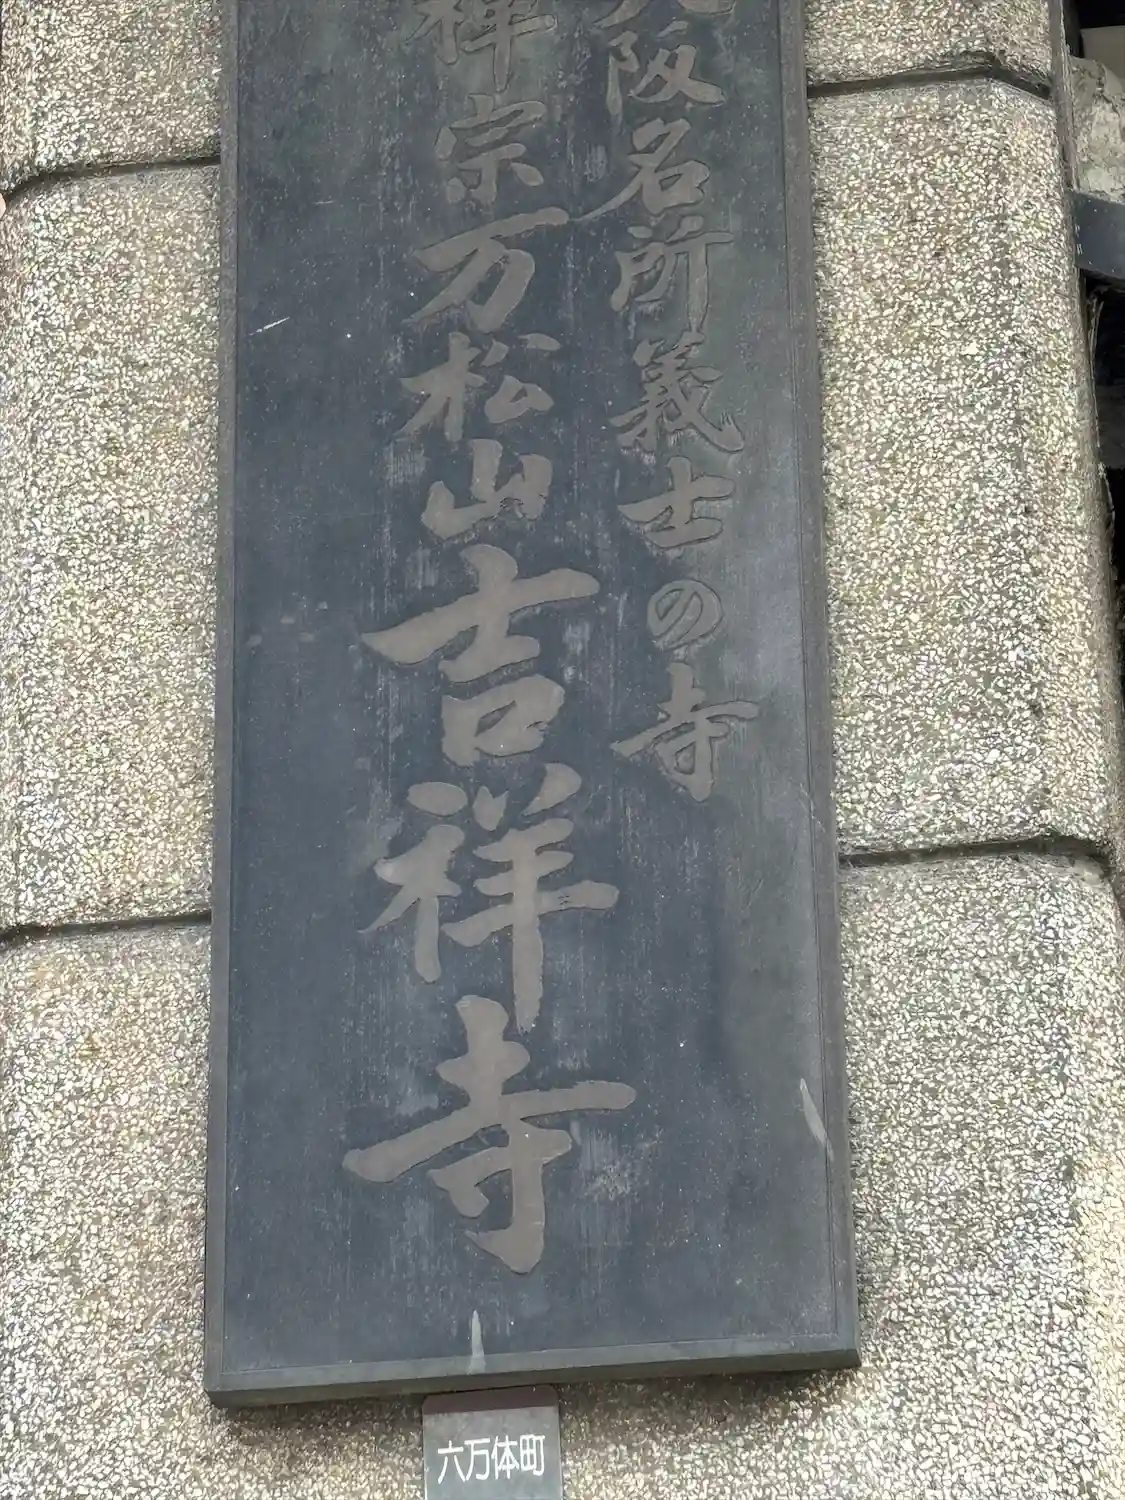 大阪名所義士の寺
禅宗万松山吉祥寺
六万体町